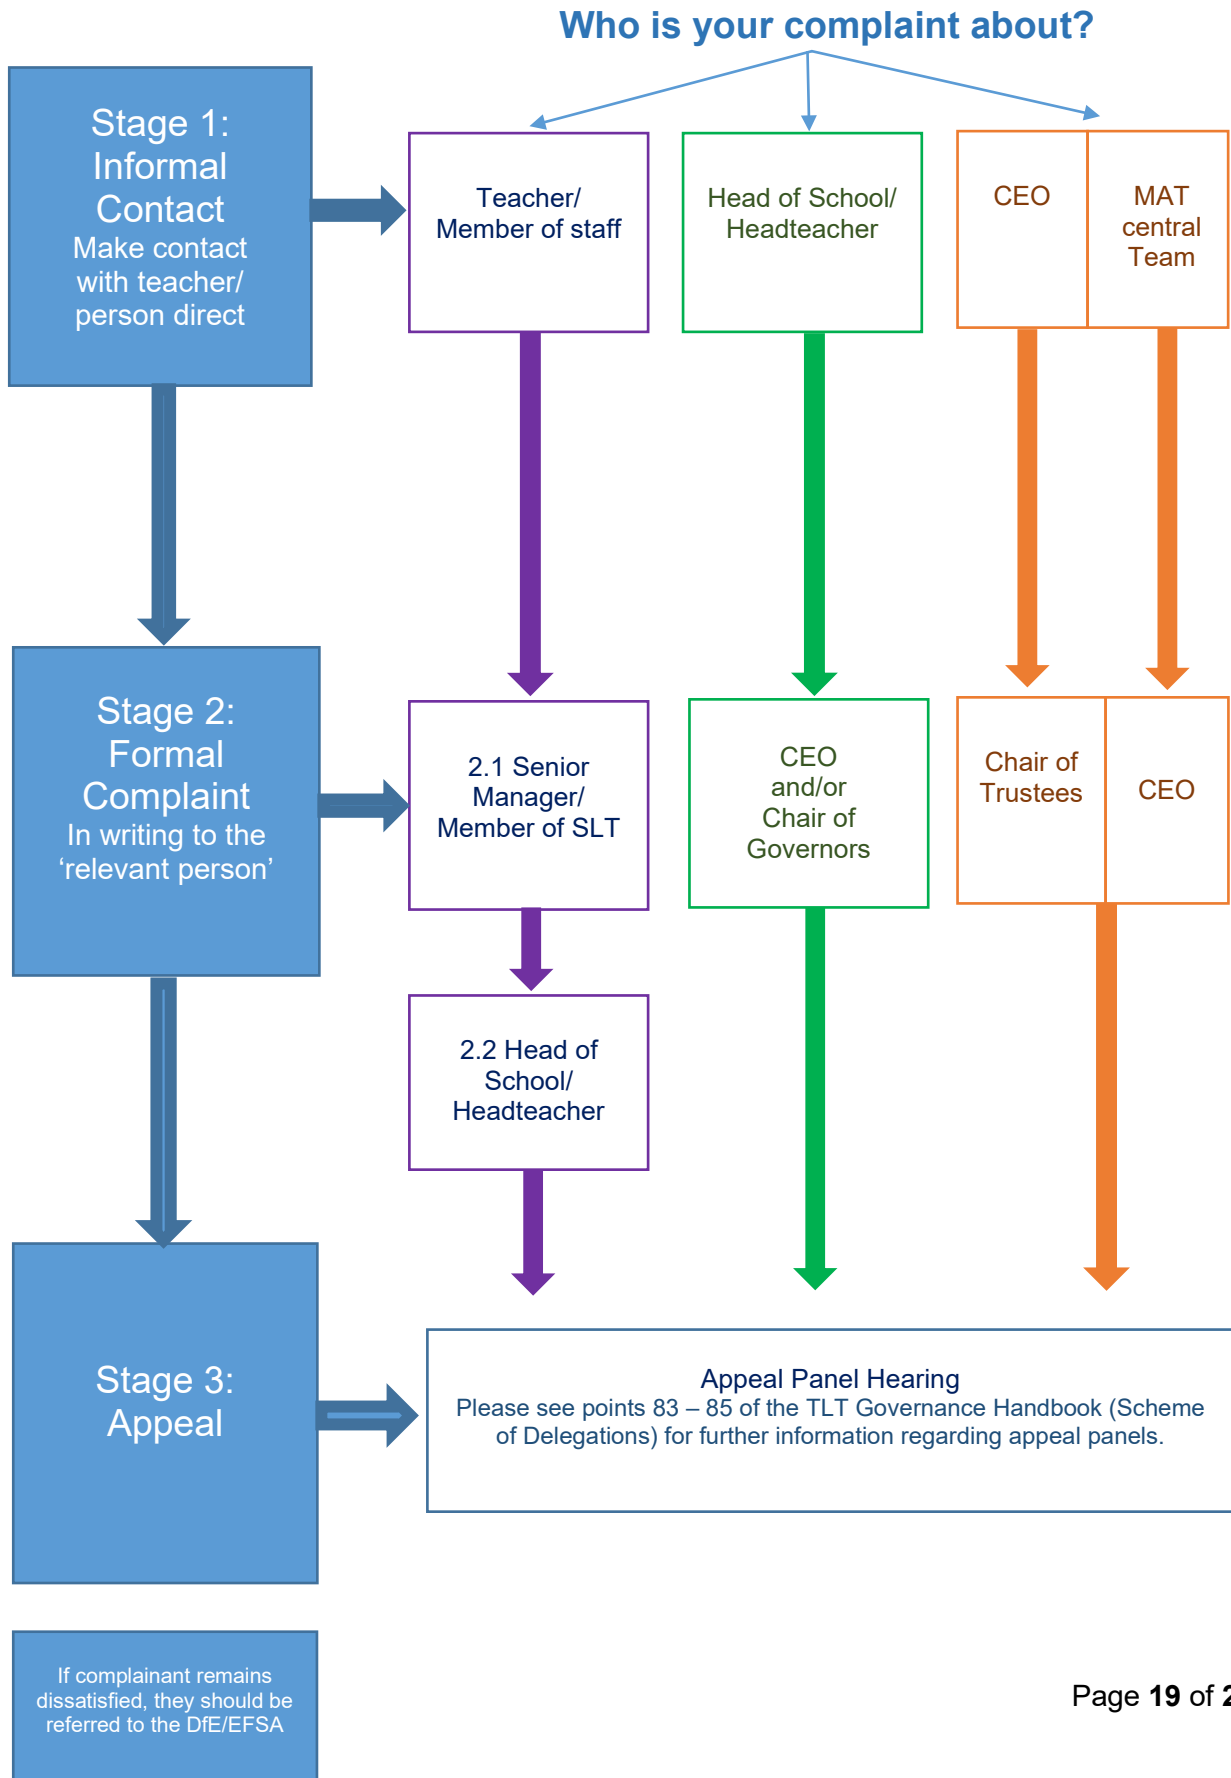 Who is your complaint about?
Stage 1:
Informal
Contact
Make contact
with teacher/
person direct
Teacher/
Member of staff
Head of School/
Headteacher
CEO
MAT
central
Team
Stage 2:
Formal
Complaint
In writing to the
‘relevant person’
2.1 Senior
Manager/
Member of SLT
CEO
and/or
Chair of
Governors
Chair of
Trustees
CEO
2.2 Head of
School/
Headteacher
Stage 3:
Appeal
Appeal Panel Hearing
Please see points 83 – 85 of the TLT Governance Handbook (Scheme
of Delegations) for further information regarding appeal panels.
If complainant remains
dissatisfied, they should be
referred to the DfE/EFSA
Page 19 of